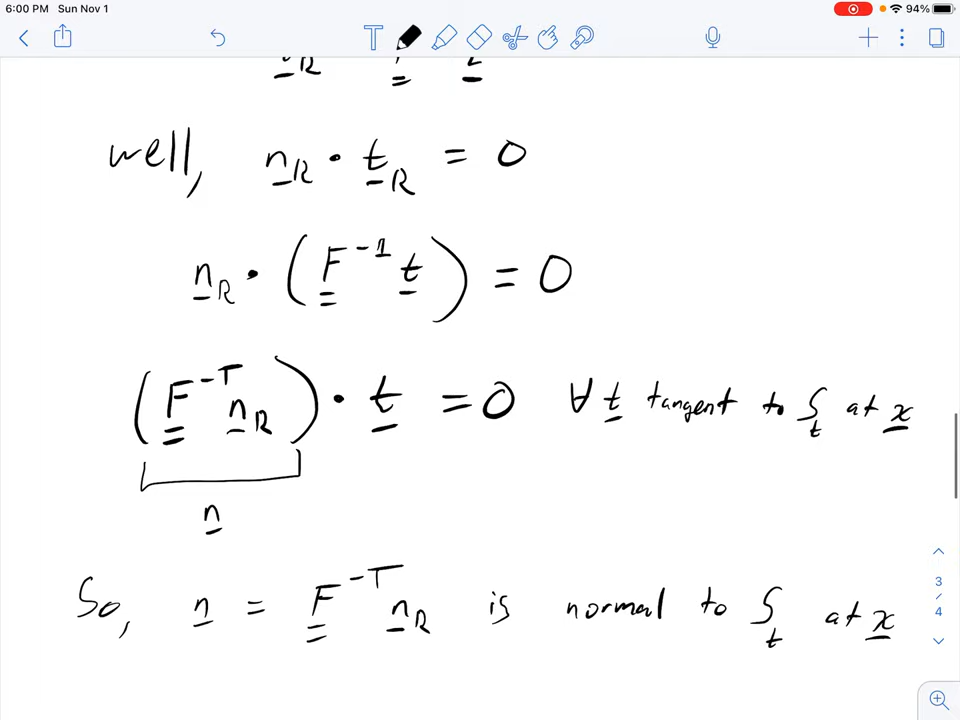 6:00 PM Sun Nov 1 94%
n_R F t
well, n_R · t_R = 0
n_R · (F^-1 t) = 0
(F^-T n_R) · t = 0 ∀ t tangent to S_t at x
n
So, n = F^-T n_R is normal to S_t at x
3
/
4